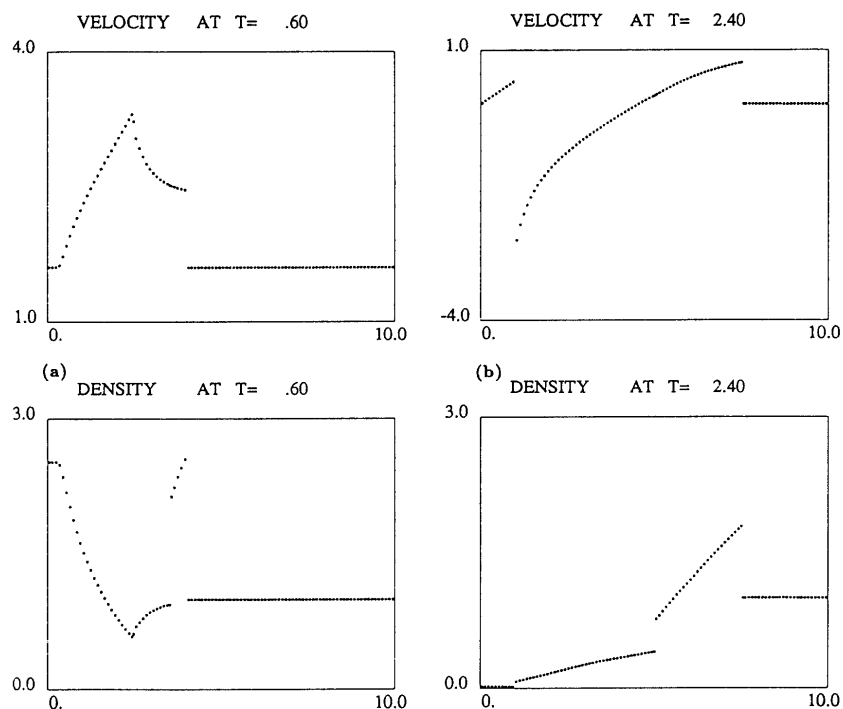 VELOCITY AT T= .60
4.0
1.0
0. 10.0
VELOCITY AT T= 2.40
1.0
-4.0
0. 10.0
(a)
DENSITY AT T= .60
3.0
0.0
0. 10.0
(b)
DENSITY AT T= 2.40
3.0
0.0
0. 10.0